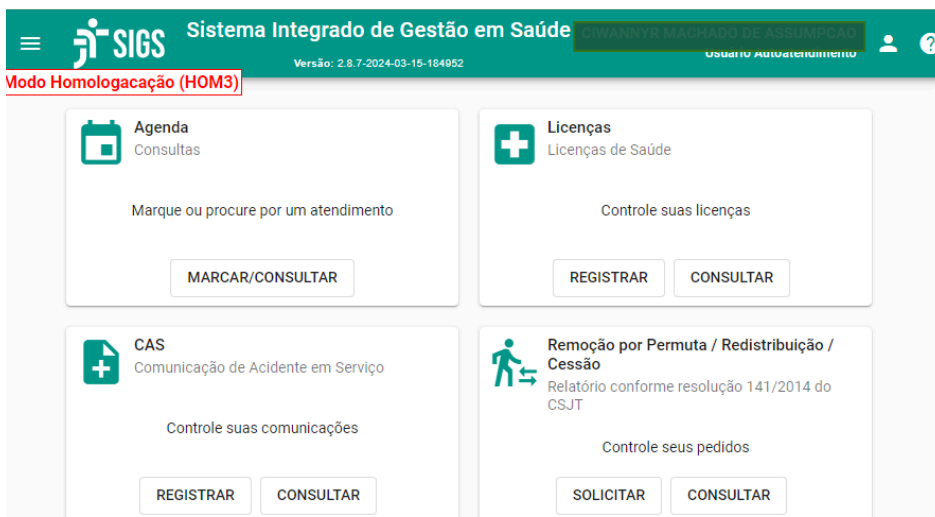 SIGS
Sistema Integrado de Gestão em Saúde
CIWANNYR MACHADO DE ASSUMPCAO
Versão: 2.8.7-2024-03-15-184952
Usuário Autoatendimento
?
Modo Homologacação (HOM3)
Agenda
Consultas
Marque ou procure por um atendimento
MARCAR/CONSULTAR
Licenças
Licenças de Saúde
Controle suas licenças
REGISTRAR CONSULTAR
CAS
Comunicação de Acidente em Serviço
Controle suas comunicações
REGISTRAR CONSULTAR
Remoção por Permuta / Redistribuição /
Cessão
Relatório conforme resolução 141/2014 do
CSJT
Controle seus pedidos
SOLICITAR CONSULTAR